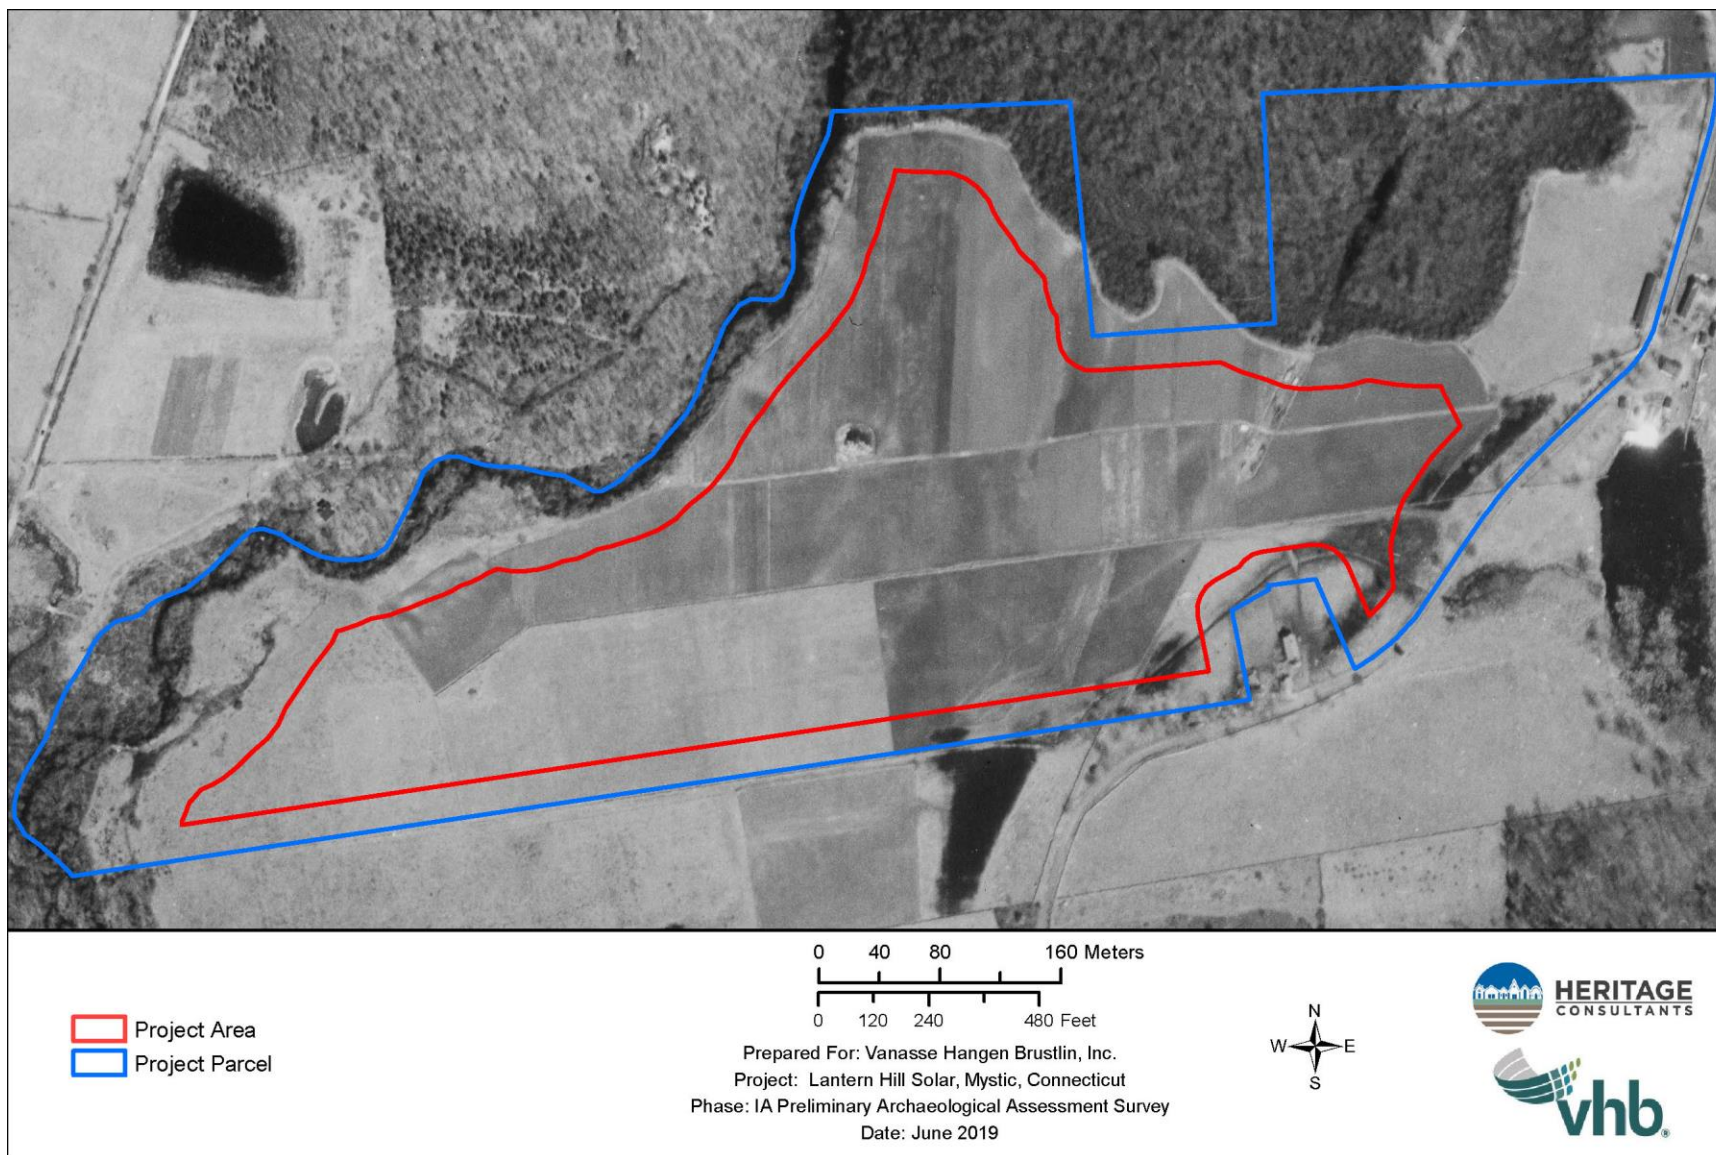 0 40 80 160 Meters
0 120 240 480 Feet
Project Area
Project Parcel
Prepared For: Vanasse Hangen Brustlin, Inc.
Project: Lantern Hill Solar, Mystic, Connecticut
Phase: IA Preliminary Archaeological Assessment Survey
Date: June 2019
N
W E
S
HERITAGE
CONSULTANTS
vhb®